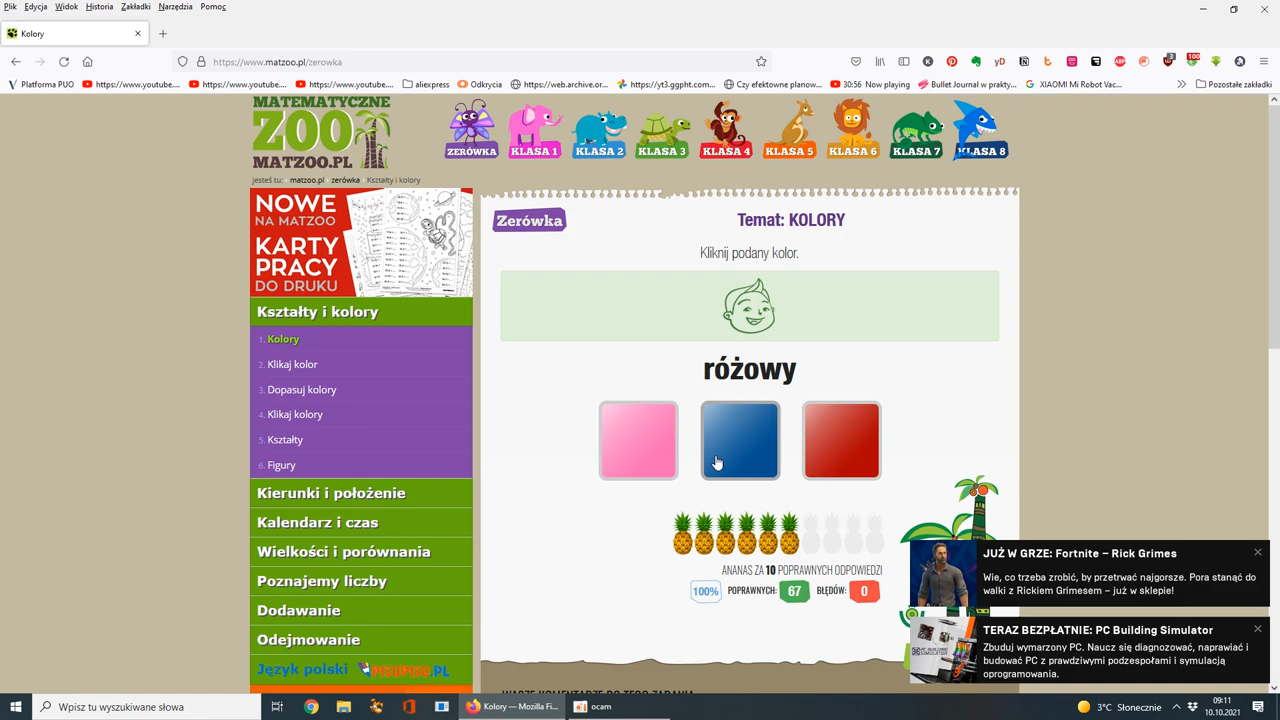 Plik Edycja Widok Historia Zakładki Narzędzia Pomoc
Kolory
https://www.matzoo.pl/zerowka
Platforma PUO https://www.youtube.... https://www.youtube.... https://www.youtube.... aliexpress Odkrycia https://web.archive.or... https://yt3.ggpht.com... Czy efektowne planow... 30:56 Now playing Bullet Journal w prakty... XIAOMI Mi Robot Vac... Pozostałe zakładki
MATEMATYCZNE
ZOO
MATZOO.PL
ZERÓWKA KLASA 1 KLASA 2 KLASA 3 KLASA 4 KLASA 5 KLASA 6 KLASA 7 KLASA 8
jesteś tu: matzoo.pl zerówka Kształty i kolory
NOWE
NA MATZOO
KARTY
PRACY
DO DRUKU
Kształty i kolory
1. Kolory
2. Klikaj kolor
3. Dopasuj kolory
4. Klikaj kolory
5. Kształty
6. Figury
Kierunki i położenie
Kalendarz i czas
Wielkości i porównania
Poznajemy liczby
Dodawanie
Odejmowanie
Język polski PISUPISU.PL
Zerówka
Temat: KOLORY
Kliknij podany kolor.
różowy
ANANAS ZA 10 POPRAWNYCH ODPOWIEDZI
100% POPRAWNYCH: 67 BŁĘDÓW: 0
WASZE KOMENTARZE DO TEGO ZADANIA
JUŻ W GRZE: Fortnite – Rick Grimes
Wie, co trzeba zrobić, by przetrwać najgorsze. Pora stanąć do
walki z Rickiem Grimesem – już w sklepie!
TERAZ BEZPŁATNIE: PC Building Simulator
Zbuduj wymarzony PC. Naucz się diagnozować, naprawiać i
budować PC z prawdziwymi podzespołami i symulacją
oprogramowania.
Wpisz tu wyszukiwane słowa
Kolory — Mozilla Fi...
ocam
3°C Słonecznie
09:11
10.10.2021